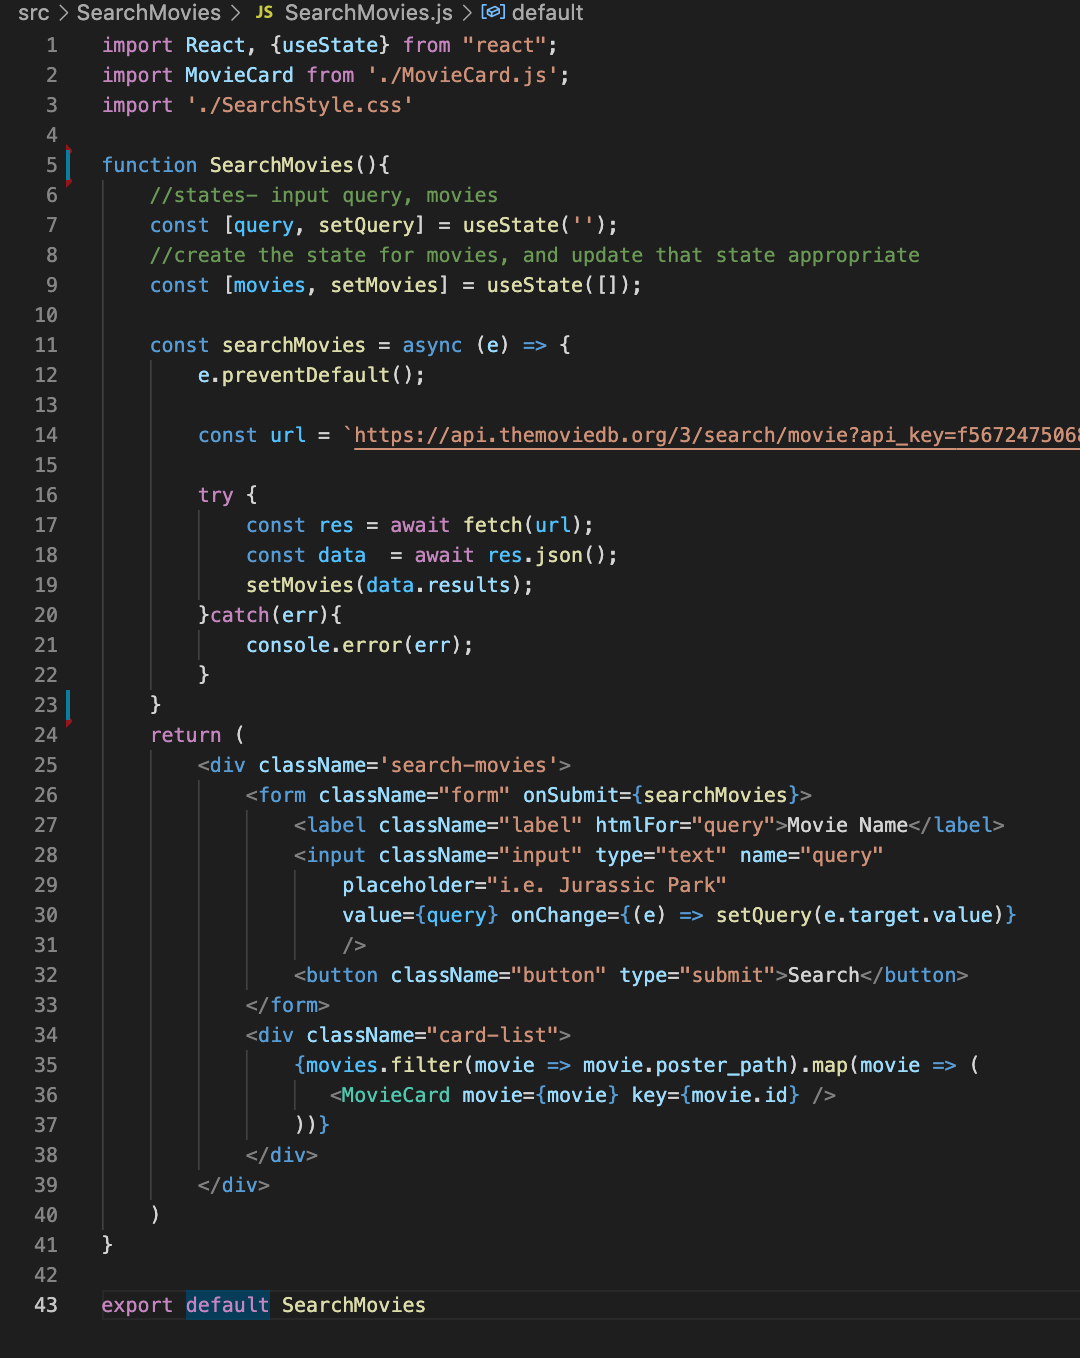 src > SearchMovies > JS SearchMovies.js > default
1 import React, {useState} from "react";
2 import MovieCard from './MovieCard.js';
3 import './SearchStyle.css'
4
5 function SearchMovies(){
6 //states- input query, movies
7 const [query, setQuery] = useState('');
8 //create the state for movies, and update that state appropriate
9 const [movies, setMovies] = useState([]);
10
11 const searchMovies = async (e) => {
12 e.preventDefault();
13
14 const url = `https://api.themoviedb.org/3/search/movie?api_key=f567247506
15
16 try {
17 const res = await fetch(url);
18 const data  = await res.json();
19 setMovies(data.results);
20 }catch(err){
21 console.error(err);
22 }
23 }
24 return (
25 <div className='search-movies'>
26 <form className="form" onSubmit={searchMovies}>
27 <label className="label" htmlFor="query">Movie Name</label>
28 <input className="input" type="text" name="query"
29 placeholder="i.e. Jurassic Park"
30 value={query} onChange={(e) => setQuery(e.target.value)}
31 />
32 <button className="button" type="submit">Search</button>
33 </form>
34 <div className="card-list">
35 {movies.filter(movie => movie.poster_path).map(movie => (
36 <MovieCard movie={movie} key={movie.id} />
37 ))}
38 </div>
39 </div>
40 )
41 }
42
43 export default SearchMovies